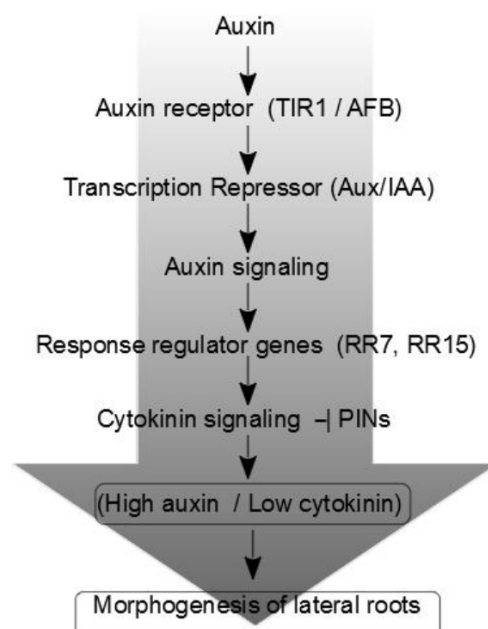 Auxin
Auxin receptor (TIR1 / AFB)
Transcription Repressor (Aux/IAA)
Auxin signaling
Response regulator genes (RR7, RR15)
Cytokinin signaling –| PINs
(High auxin / Low cytokinin)
Morphogenesis of lateral roots